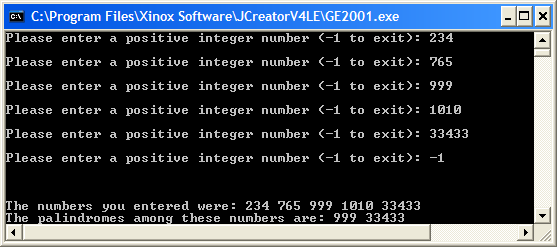 C:\Program Files\Xinox Software\JCreatorV4LE\GE2001.exe
Please enter a positive integer number (-1 to exit): 234
Please enter a positive integer number (-1 to exit): 765
Please enter a positive integer number (-1 to exit): 999
Please enter a positive integer number (-1 to exit): 1010
Please enter a positive integer number (-1 to exit): 33433
Please enter a positive integer number (-1 to exit): -1
The numbers you entered were: 234 765 999 1010 33433
The palindromes among these numbers are: 999 33433